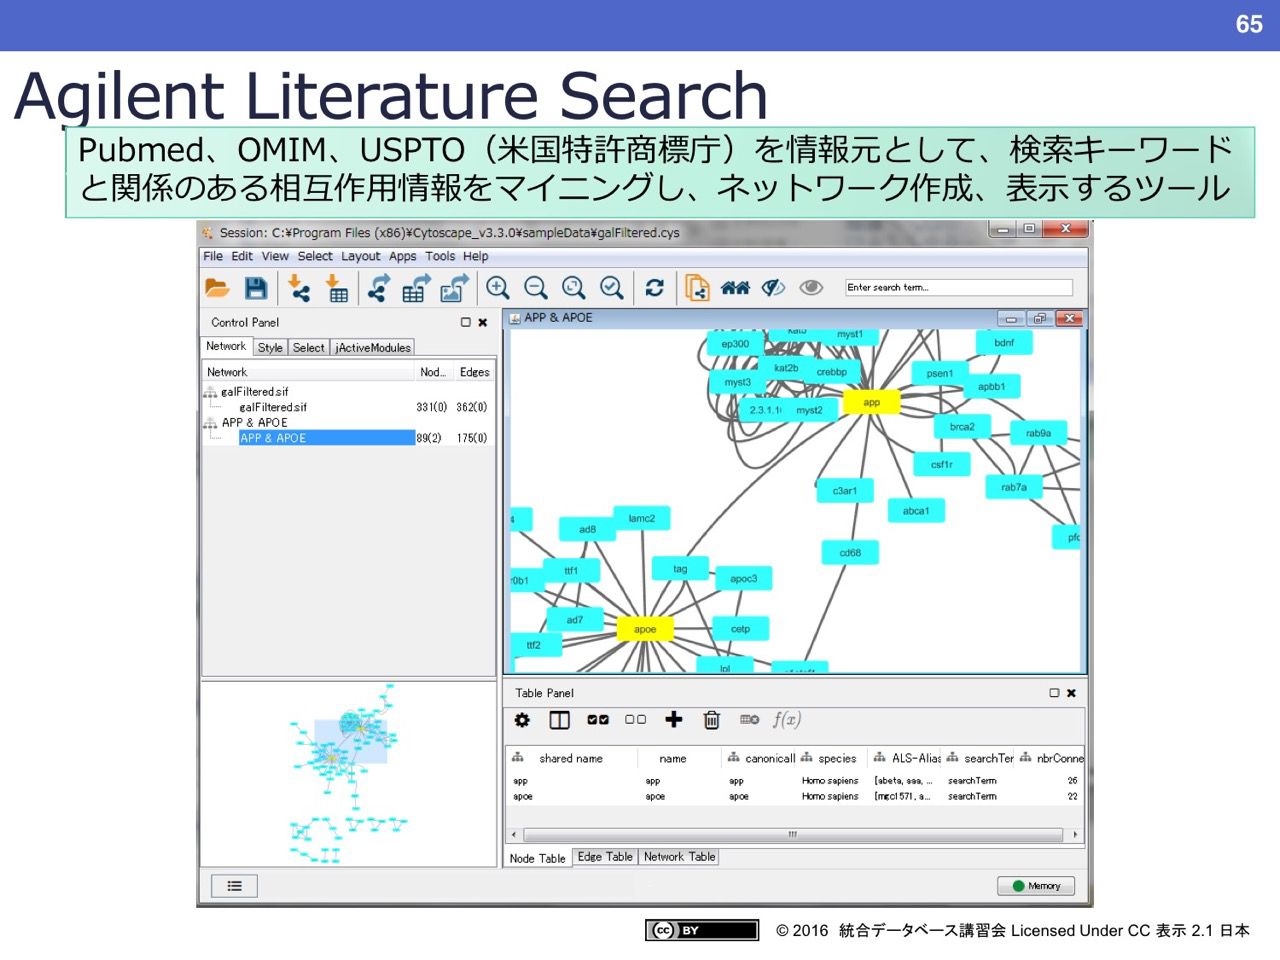 65
Agilent Literature Search
Pubmed、OMIM、USPTO（米国特許商標庁）を情報元として、検索キーワード
と関係のある相互作用情報をマイニングし、ネットワーク作成、表示するツール
Session: C:¥Program Files (x86)¥Cytoscape_v3.3.0¥sampleData¥galFiltered.cys
File Edit View Select Layout Apps Tools Help
Enter search term...
Control Panel
Network Style Select jActiveModules
Network Nod... Edges
galFiltered.sif
galFiltered.sif 331(0) 362(0)
APP & APOE
APP & APOE 89(2) 175(0)
APP & APOE
kat5 myst1
ep300 bdnf
kat2b crebbp psen1
myst3 apbb1
app
2.3.1.1 myst2
brca2 rab9a
csf1r
c3ar1 rab7a
abca1
lamc2
ad8 pfc
cd68
ttf1 tag apoc3
r0b1
ad7 apoe cetp
ttf2
lpl
Table Panel
f(x)
shared name name canonicall species ALS-Alias searchTer nbrConne
app app app Homo sapiens [abeta, aaa, ... searchTerm 26
apoe apoe apoe Homo sapiens [mgc1571, a... searchTerm 22
Node Table Edge Table Network Table
Memory
cc BY
© 2016 統合データベース講習会 Licensed Under CC 表示 2.1 日本